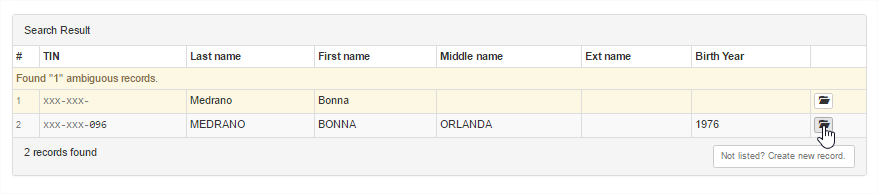 Search Result
# TIN Last name First name Middle name Ext name Birth Year
Found "1" ambiguous records.
1 xxx-xxx- Medrano Bonna
2 xxx-xxx-096 MEDRANO BONNA ORLANDA 1976
2 records found Not listed? Create new record.